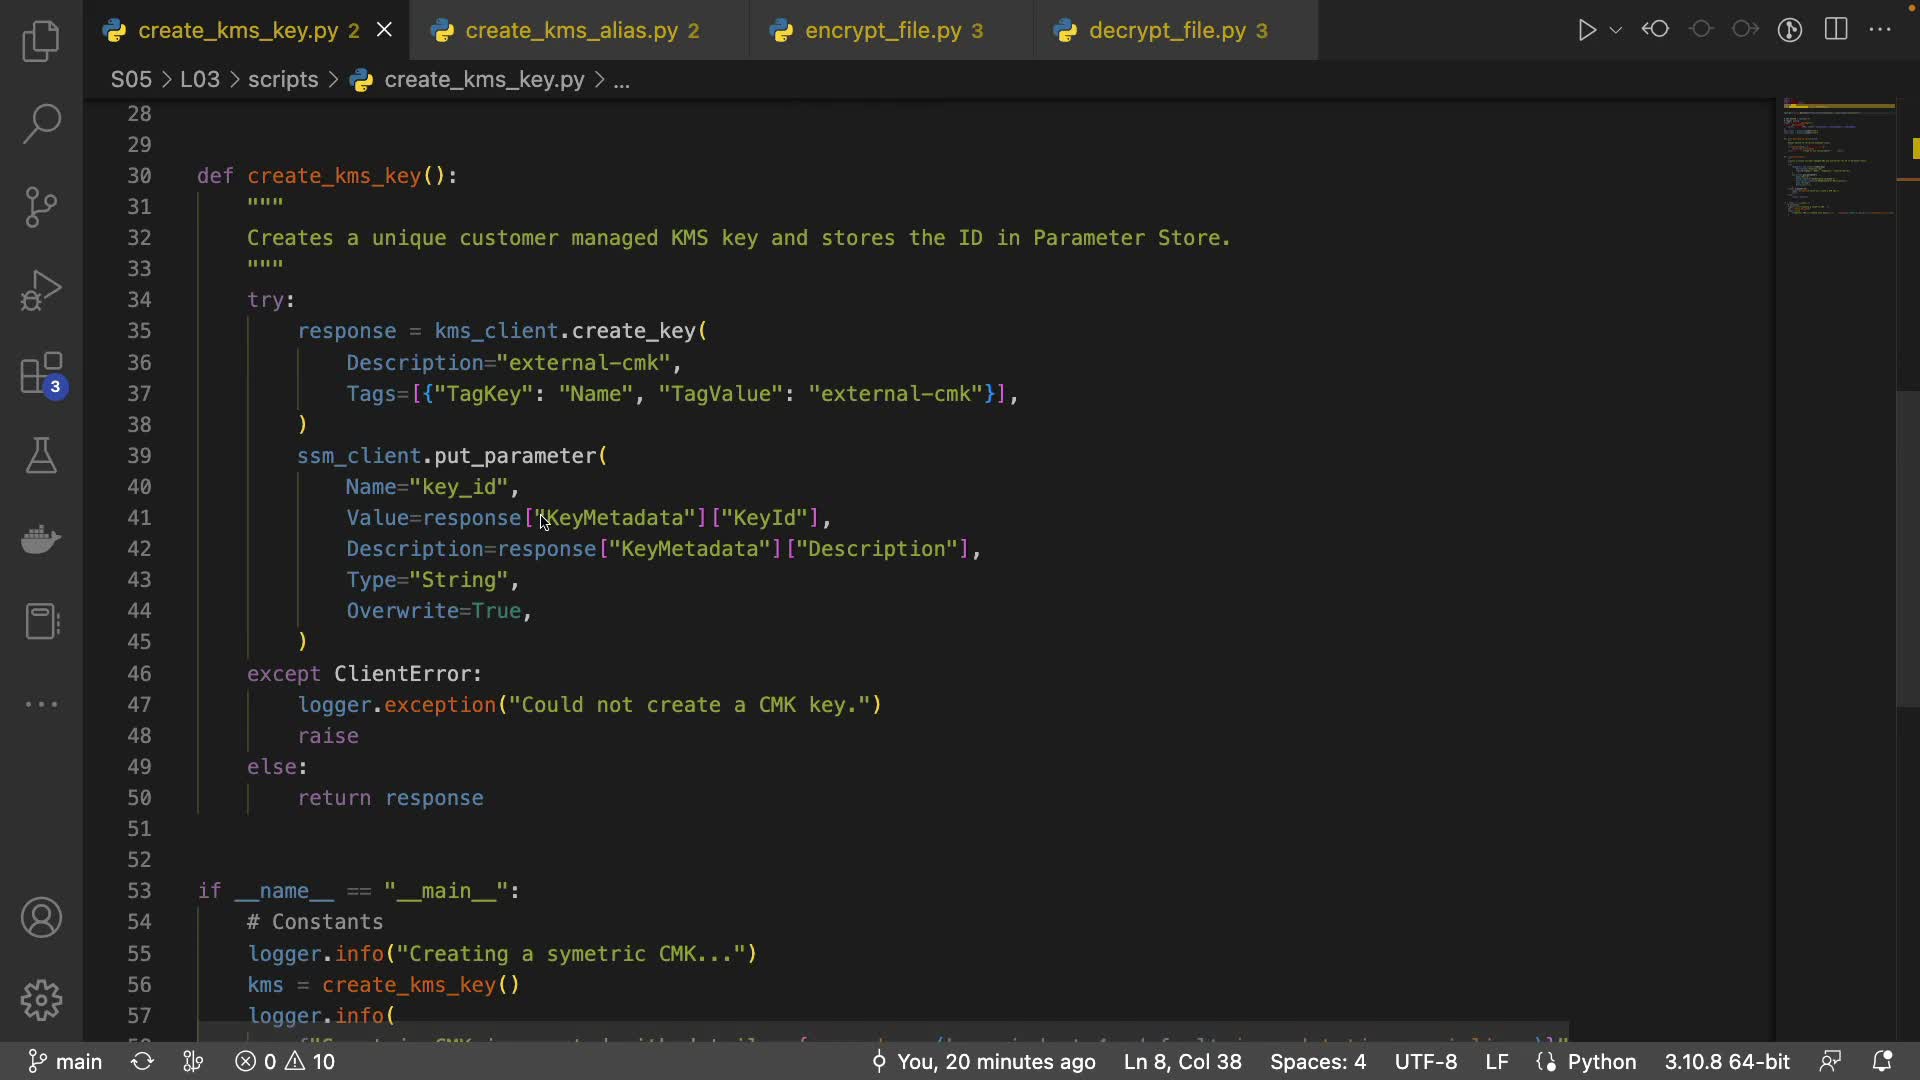 create_kms_key.py 2
create_kms_alias.py 2
encrypt_file.py 3
decrypt_file.py 3
S05 > L03 > scripts > create_kms_key.py > ...
28
29
30 def create_kms_key():
31 """
32 Creates a unique customer managed KMS key and stores the ID in Parameter Store.
33 """
34 try:
35 response = kms_client.create_key(
36 Description="external-cmk",
37 Tags=[{"TagKey": "Name", "TagValue": "external-cmk"}],
38 )
39 ssm_client.put_parameter(
40 Name="key_id",
41 Value=response["KeyMetadata"]["KeyId"],
42 Description=response["KeyMetadata"]["Description"],
43 Type="String",
44 Overwrite=True,
45 )
46 except ClientError:
47 logger.exception("Could not create a CMK key.")
48 raise
49 else:
50 return response
51
52
53 if __name__ == "__main__":
54 # Constants
55 logger.info("Creating a symetric CMK...")
56 kms = create_kms_key()
57 logger.info(
3
main 0 10 You, 20 minutes ago Ln 8, Col 38 Spaces: 4 UTF-8 LF Python 3.10.8 64-bit